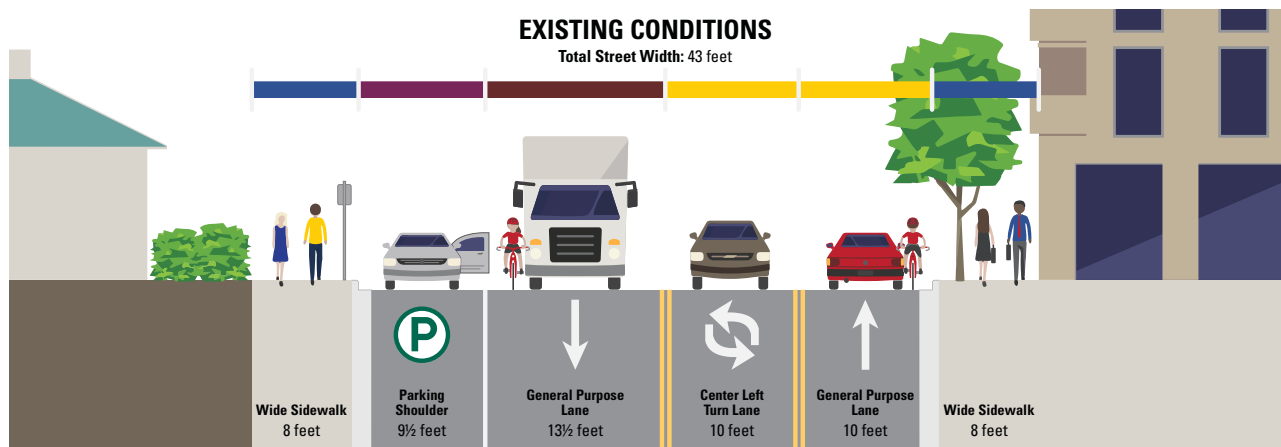 EXISTING CONDITIONS
Total Street Width: 43 feet
P
Wide Sidewalk
8 feet
Parking
Shoulder
9½ feet
General Purpose
Lane
13½ feet
Center Left
Turn Lane
10 feet
General Purpose
Lane
10 feet
Wide Sidewalk
8 feet